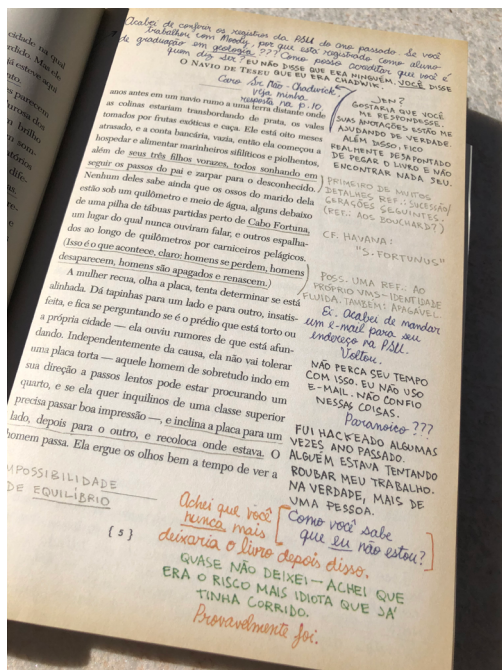 cidade na qual
rdido. Mas ele
já esteve aqui
nto.
es parecem
brilho
7
Acabei de conferir os registros da PSU do ano passado. Se você
trabalhou com Moody, por que está registrado como aluno
de graduação em geologia??? Como posso acreditar que você é
quem diz ser? EU NÃO DISSE QUE ERA NINGUÉM. VOCÊ DISSE
QUE EU ERA CHADWICK.
O NAVIO DE TESEU
Caro Sr. Não-Chadwick:
veja minha
resposta na p.10.
anos antes em um navio rumo a uma terra distante onde
as colinas estariam transbordando de prata, os vales
tomados por frutas exóticas e caça. Ele está oito meses
atrasado, e a conta bancária, vazia, então ela começou a
hospedar e alimentar marinheiros sifilíticos e piolhentos,
além de seus três filhos vorazes, todos sonhando em
seguir os passos do pai e zarpar para o desconhecido.
Nenhum deles sabe ainda que os ossos do marido dela
estão sob um quilômetro e meio de água, alguns debaixo
de uma pilha de tábuas partidas perto de Cabo Fortuna,
um lugar do qual nunca ouviram falar, e outros espalha-
dos ao longo de quilômetros por carniceiros pelágicos.
(Isso é o que acontece, claro: homens se perdem, homens
desaparecem, homens são apagados e renascem.)
A mulher recua, olha a placa, tenta determinar se está
alinhada. Dá tapinhas para um lado e para outro, insatis-
feita, e fica se perguntando se é o prédio que está torto ou
a própria cidade — ela ouviu rumores de que está afun-
dando. Independentemente da causa, ela não vai tolerar
uma placa torta — aquele homem de sobretudo indo em
sua direção a passos lentos pode estar procurando um
quarto, e se ela quer inquilinos de uma classe superior
precisa passar boa impressão —, e inclina a placa para um
lado, depois para o outro, e recoloca onde estava. O
homem passa. Ela ergue os olhos bem a tempo de ver a
JEN?
GOSTARIA QUE VOCÊ
ME RESPONDESSE.
SUAS ANOTAÇÕES ESTÃO ME
AJUDANDO DE VERDADE.
ALÉM DISSO, FICO
REALMENTE DESAPONTADO
DE PEGAR O LIVRO E NÃO
ENCONTRAR NADA SEU.
PRIMEIRO DE MUITOS
DETALHES REF.: SUCESSÃO/
GERAÇÕES SEGUINTES.
(REF.: AOS BOUCHARD?)
CF. HAVANA:
"S-FORTUNUS"
POSS. UMA REF.: AO
PRÓPRIO VMS-IDENTIDADE
FLUIDA. TAMBÉM: APAGÁVEL.
Ei. Acabei de mandar
um e-mail para seu
endereço na PSU.
Voltou.
NÃO PERCA SEU TEMPO
COM ISSO. EU NÃO USO
E-MAIL. NÃO CONFIO
NESSAS COISAS.
Paranoico???
FUI HACKEADO ALGUMAS
VEZES ANO PASSADO.
ALGUÉM ESTAVA TENTANDO
ROUBAR MEU TRABALHO.
NA VERDADE, MAIS DE
UMA PESSOA.
Como você sabe
que eu não estou?
MPOSSIBILIDADE
DE EQUILÍBRIO
[ 5 ]
Achei que você
nunca mais
deixaria o livro depois disso.
QUASE NÃO DEIXEI — ACHEI QUE
ERA O RISCO MAIS IDIOTA QUE JÁ
TINHA CORRIDO.
Provavelmente foi.